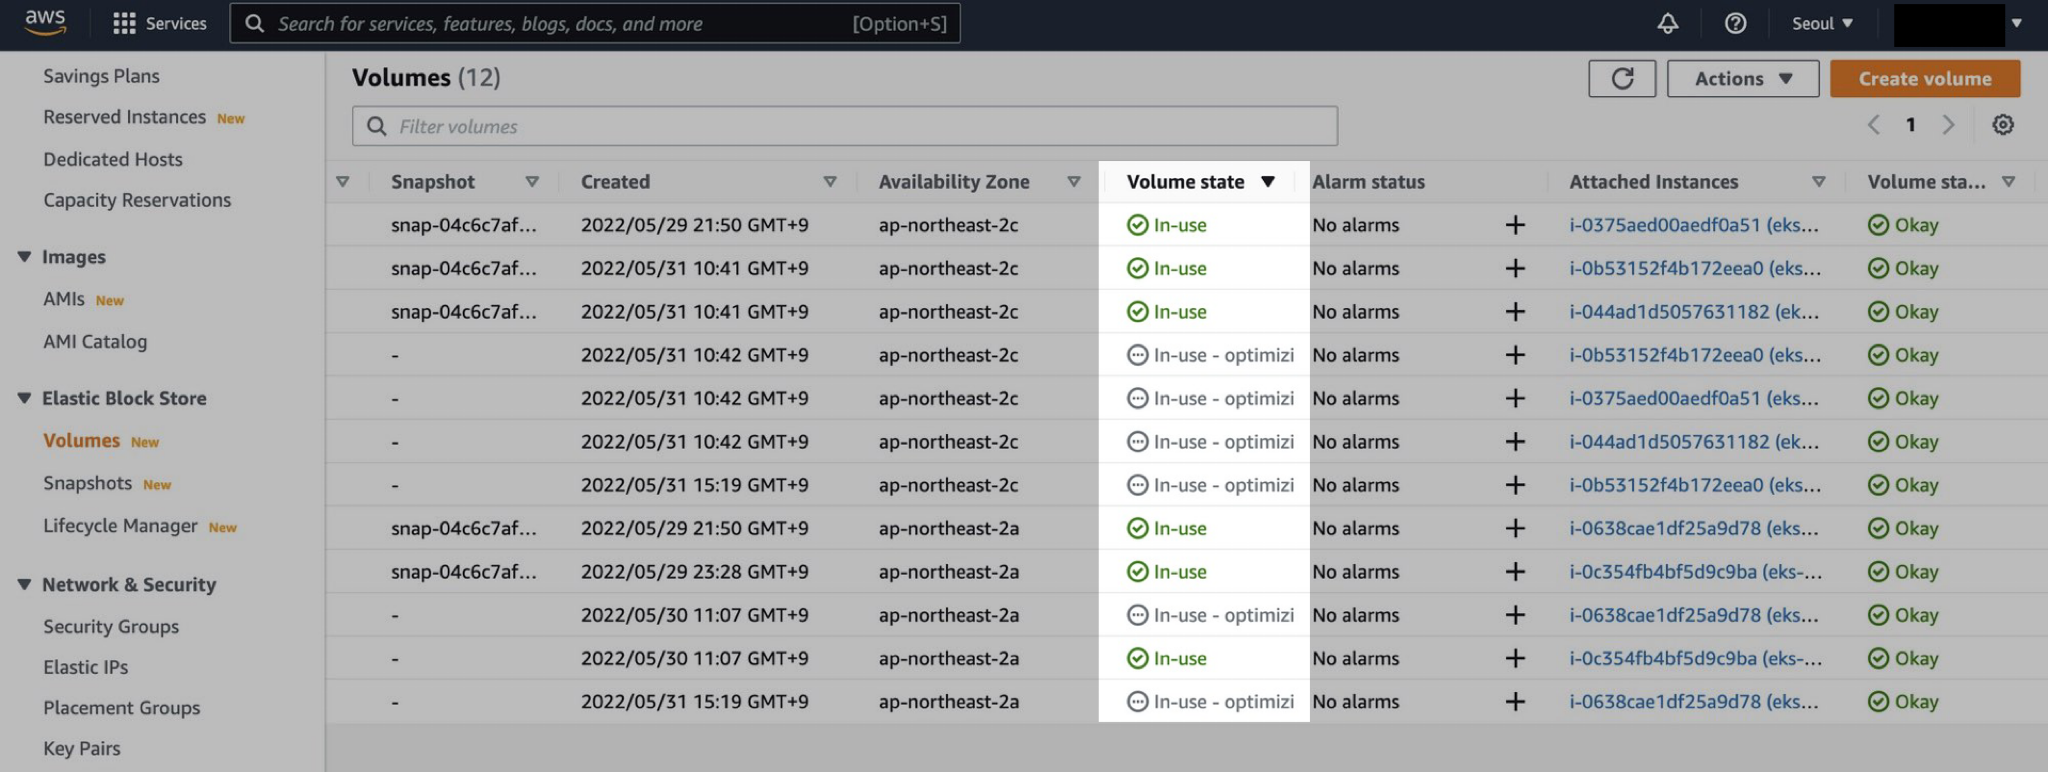 aws Services Search for services, features, blogs, docs, and more [Option+S] Seoul
Savings Plans
Reserved Instances New
Dedicated Hosts
Capacity Reservations
Images
AMIs New
AMI Catalog
Elastic Block Store
Volumes New
Snapshots New
Lifecycle Manager New
Network & Security
Security Groups
Elastic IPs
Placement Groups
Key Pairs
Volumes (12) Actions Create volume
Filter volumes 1
Snapshot Created Availability Zone Volume state Alarm status Attached Instances Volume sta...
snap-04c6c7af... 2022/05/29 21:50 GMT+9 ap-northeast-2c In-use No alarms + i-0375aed00aedf0a51 (eks... Okay
snap-04c6c7af... 2022/05/31 10:41 GMT+9 ap-northeast-2c In-use No alarms + i-0b53152f4b172eea0 (eks... Okay
snap-04c6c7af... 2022/05/31 10:41 GMT+9 ap-northeast-2c In-use No alarms + i-044ad1d5057631182 (ek... Okay
- 2022/05/31 10:42 GMT+9 ap-northeast-2c In-use - optimizi No alarms + i-0b53152f4b172eea0 (eks... Okay
- 2022/05/31 10:42 GMT+9 ap-northeast-2c In-use - optimizi No alarms + i-0375aed00aedf0a51 (eks... Okay
- 2022/05/31 10:42 GMT+9 ap-northeast-2c In-use - optimizi No alarms + i-044ad1d5057631182 (ek... Okay
- 2022/05/31 15:19 GMT+9 ap-northeast-2c In-use - optimizi No alarms + i-0b53152f4b172eea0 (eks... Okay
snap-04c6c7af... 2022/05/29 21:50 GMT+9 ap-northeast-2a In-use No alarms + i-0638cae1df25a9d78 (eks... Okay
snap-04c6c7af... 2022/05/29 23:28 GMT+9 ap-northeast-2a In-use No alarms + i-0c354fb4bf5d9c9ba (eks-... Okay
- 2022/05/30 11:07 GMT+9 ap-northeast-2a In-use - optimizi No alarms + i-0638cae1df25a9d78 (eks... Okay
- 2022/05/30 11:07 GMT+9 ap-northeast-2a In-use No alarms + i-0c354fb4bf5d9c9ba (eks-... Okay
- 2022/05/31 15:19 GMT+9 ap-northeast-2a In-use - optimizi No alarms + i-0638cae1df25a9d78 (eks... Okay